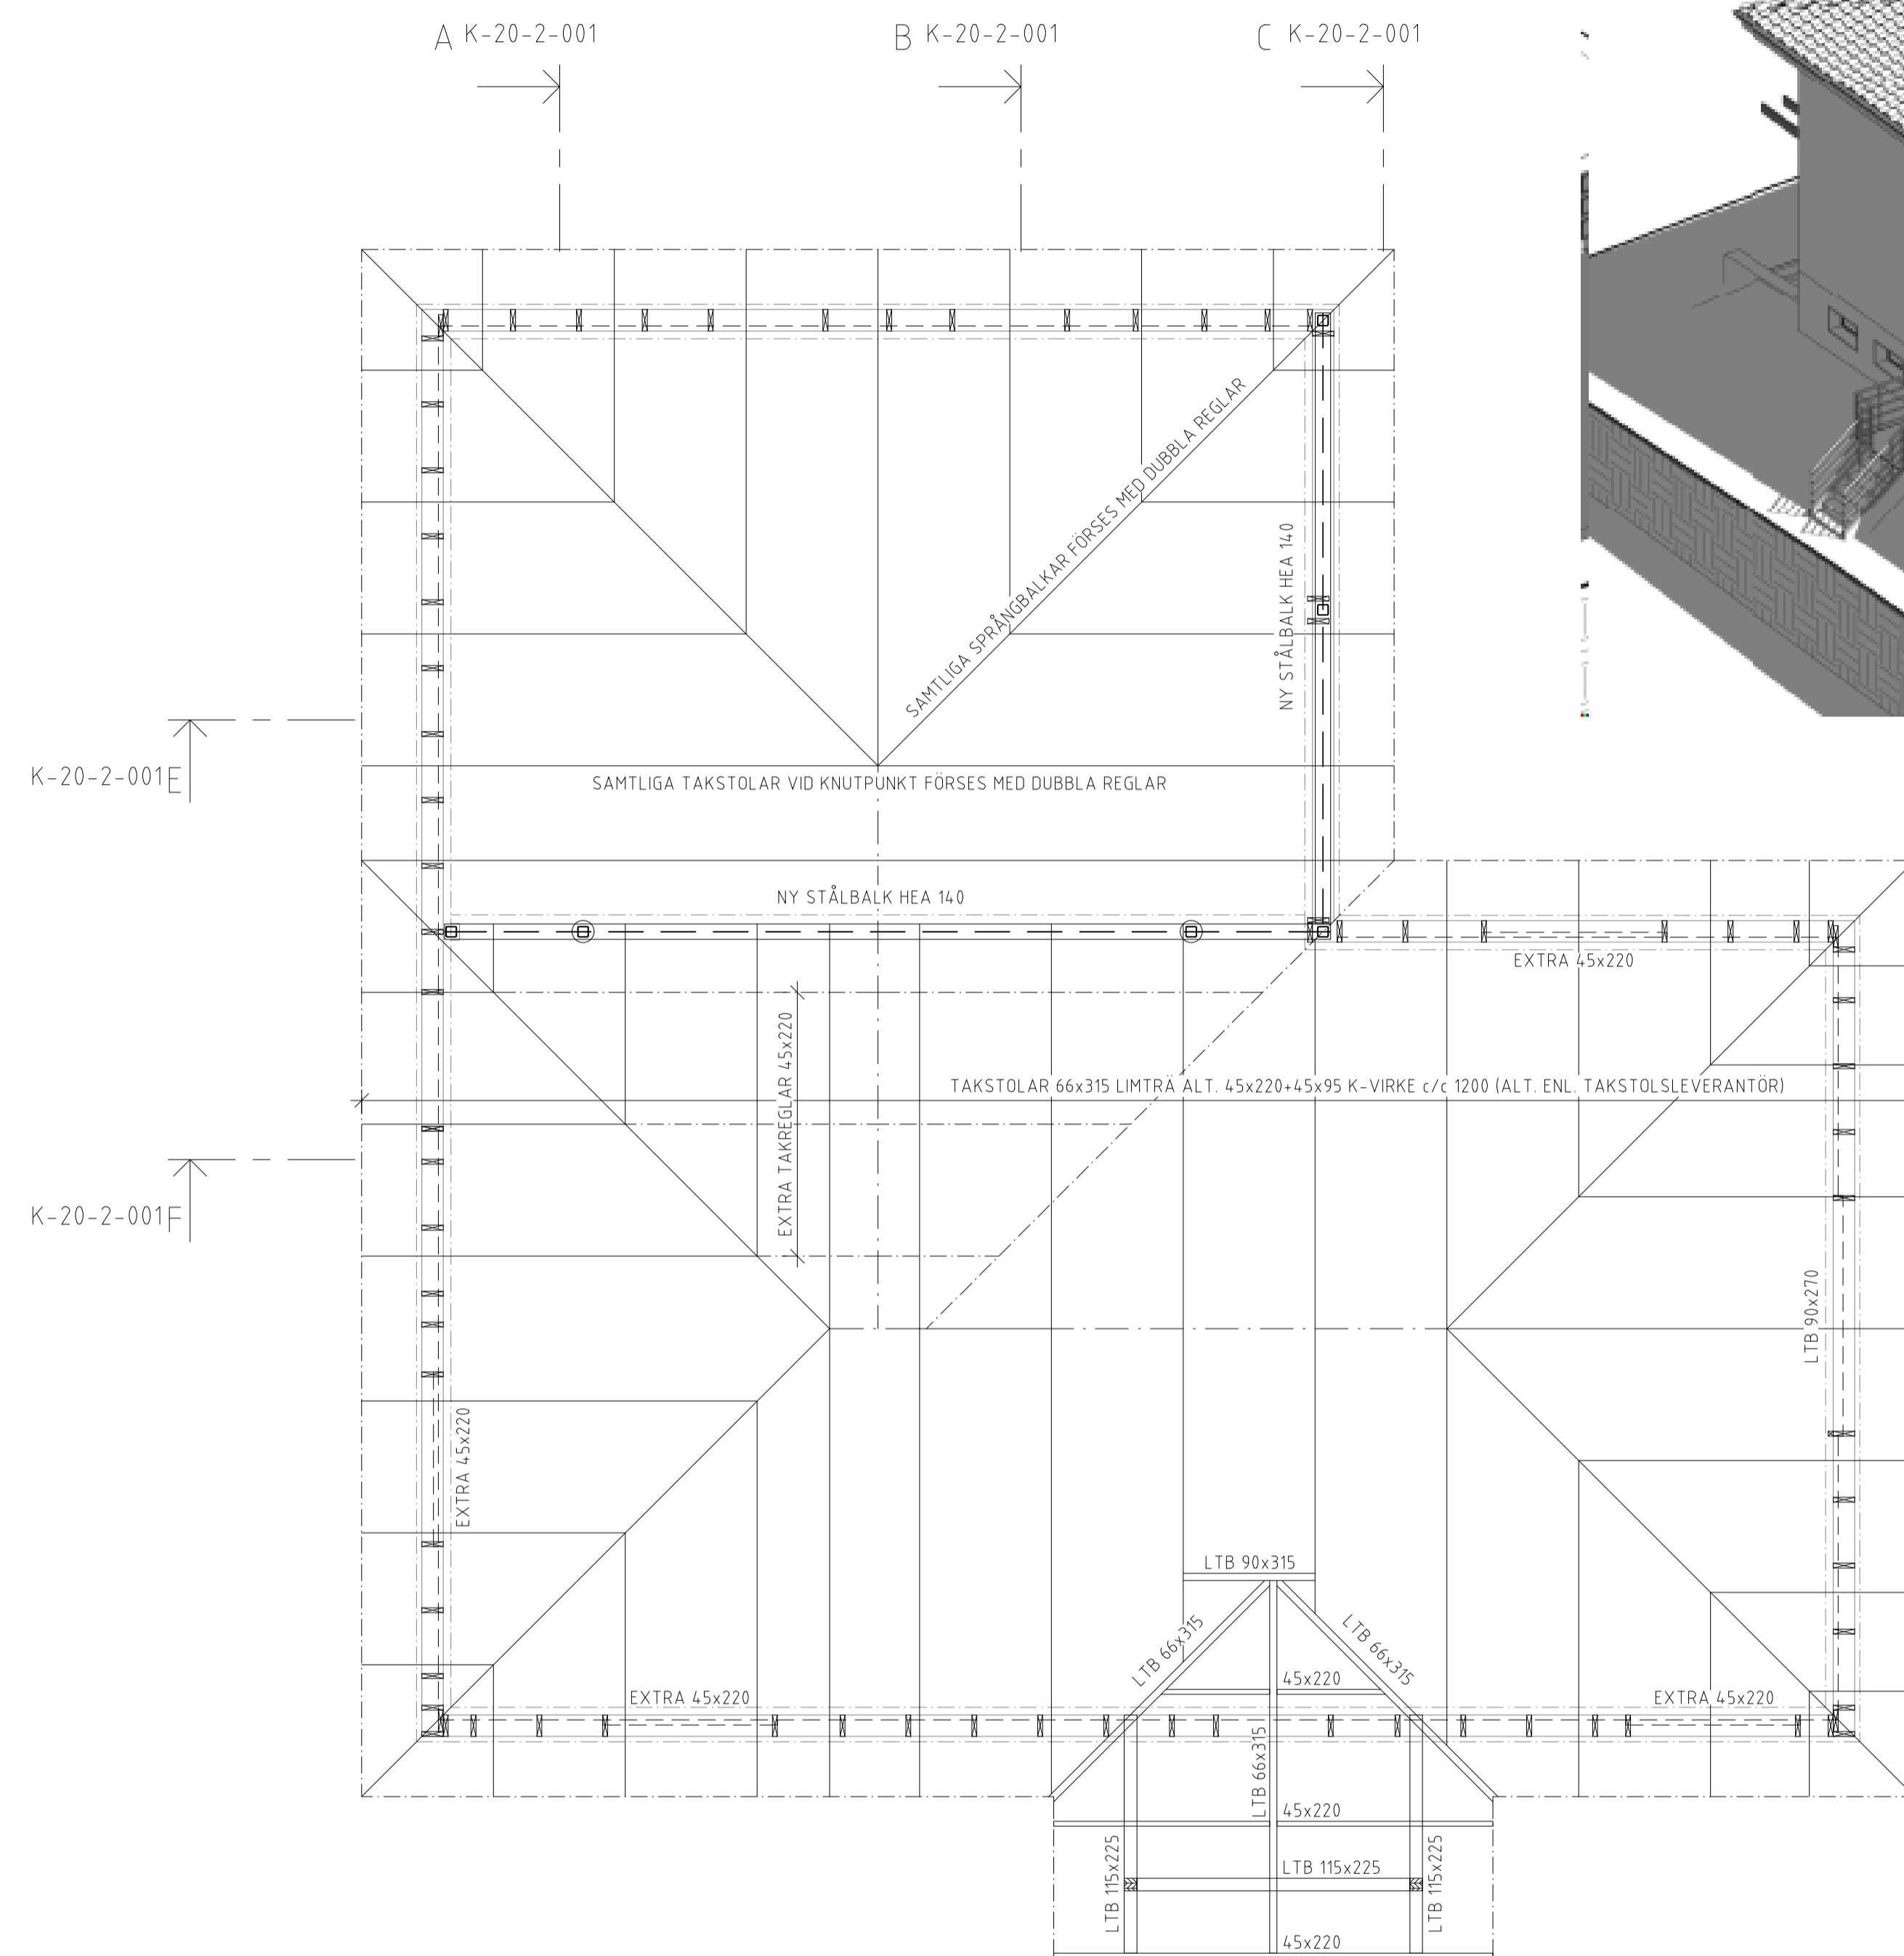 A K-20-2-001
B K-20-2-001
C K-20-2-001
SAMTLIGA SPRÅNGBALKAR FÖRSES MED DUBBLA REGLAR
NY STÅLBALK HEA 140
K-20-2-001E
SAMTLIGA TAKSTOLAR VID KNUTPUNKT FÖRSES MED DUBBLA REGLAR
NY STÅLBALK HEA 140
EXTRA 45x220
EXTRA TAKREGLAR 45x220
TAKSTOLAR 66x315 LIMTRÄ ALT. 45x220+45x95 K-VIRKE c/c 1200 (ALT. ENL. TAKSTOLSLEVERANTÖR)
K-20-2-001F
LTB 90x270
EXTRA 45x220
LTB 90x315
LTB 66x315
LTB 66x315
45x220
EXTRA 45x220
EXTRA 45x220
LTB 66x315
45x220
LTB 115x225
LTB 115x225
LTB 115x225
45x220